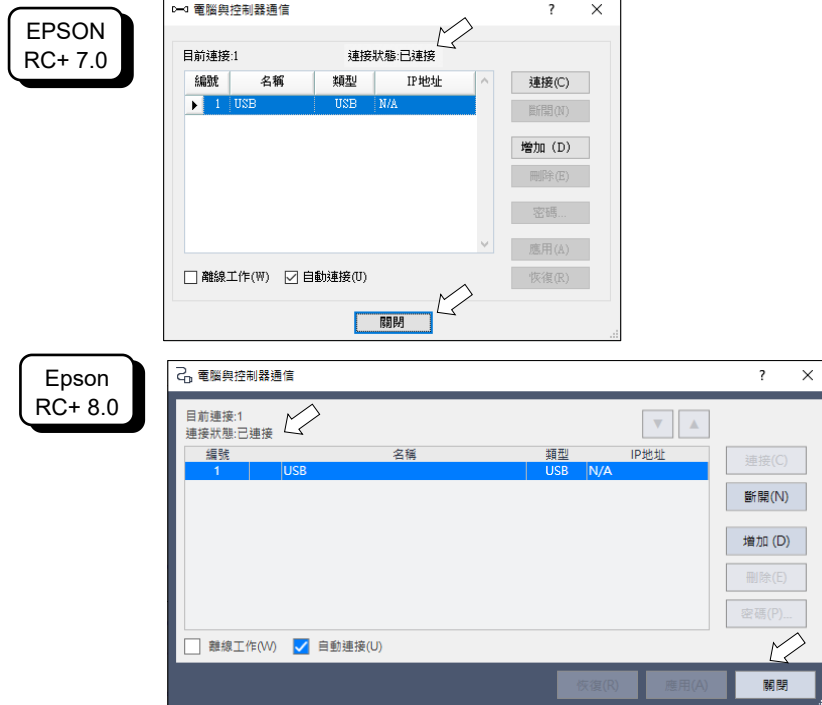 EPSON
RC+ 7.0
電腦與控制器通信
?
目前連接:1 連接狀態:已連接
編號 名稱 類型 IP地址
1 USB USB N/A
連接(C)
斷開(N)
增加 (D)
刪除(E)
密碼...
應用(A)
離線工作(W) 自動連接(U)
恢復(R)
關閉
Epson
RC+ 8.0
電腦與控制器通信
?
目前連接:1
連接狀態:已連接
編號 名稱 類型 IP地址
1 USB USB N/A
連接(C)
斷開(N)
增加 (D)
刪除(E)
密碼(P)...
離線工作(W) 自動連接(U)
恢復(R) 應用(A) 關閉